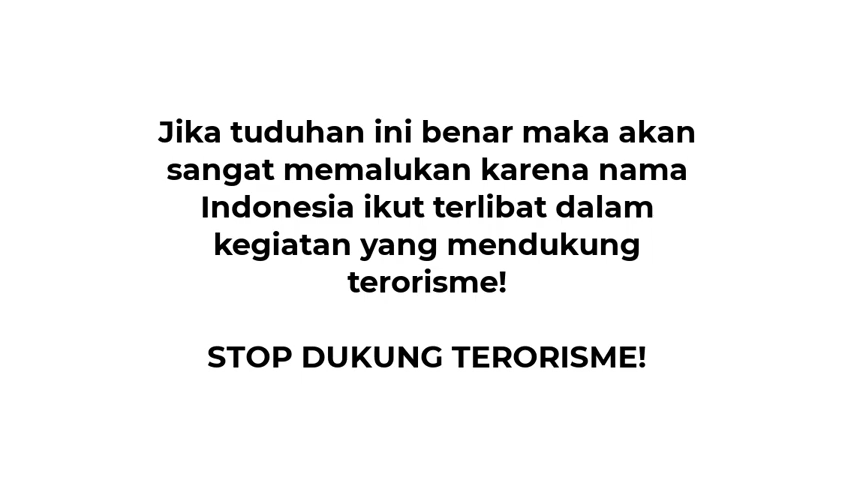 Jika tuduhan ini benar maka akan
sangat memalukan karena nama
Indonesia ikut terlibat dalam
kegiatan yang mendukung
terorisme!
STOP DUKUNG TERORISME!